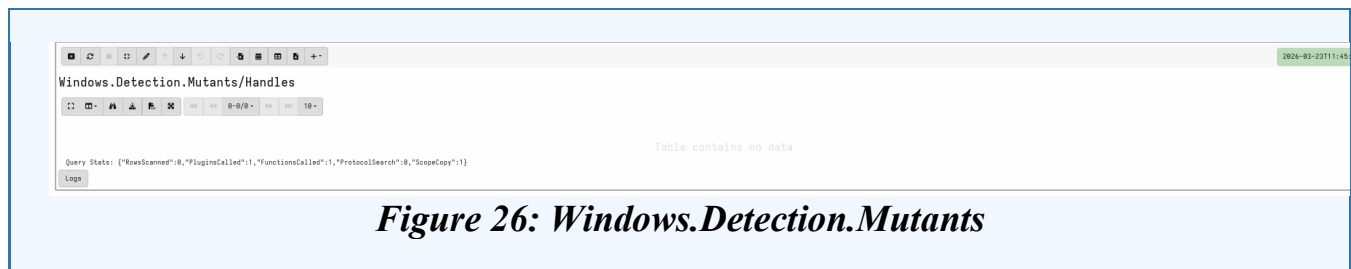 2026-03-23T11:45:
Windows.Detection.Mutants/Handles
0-0/0
10
Table contains no data
Query Stats: {"RowsScanned":0,"PluginsCalled":1,"FunctionsCalled":1,"ProtocolSearch":0,"ScopeCopy":1}
Logs
Figure 26: Windows.Detection.Mutants